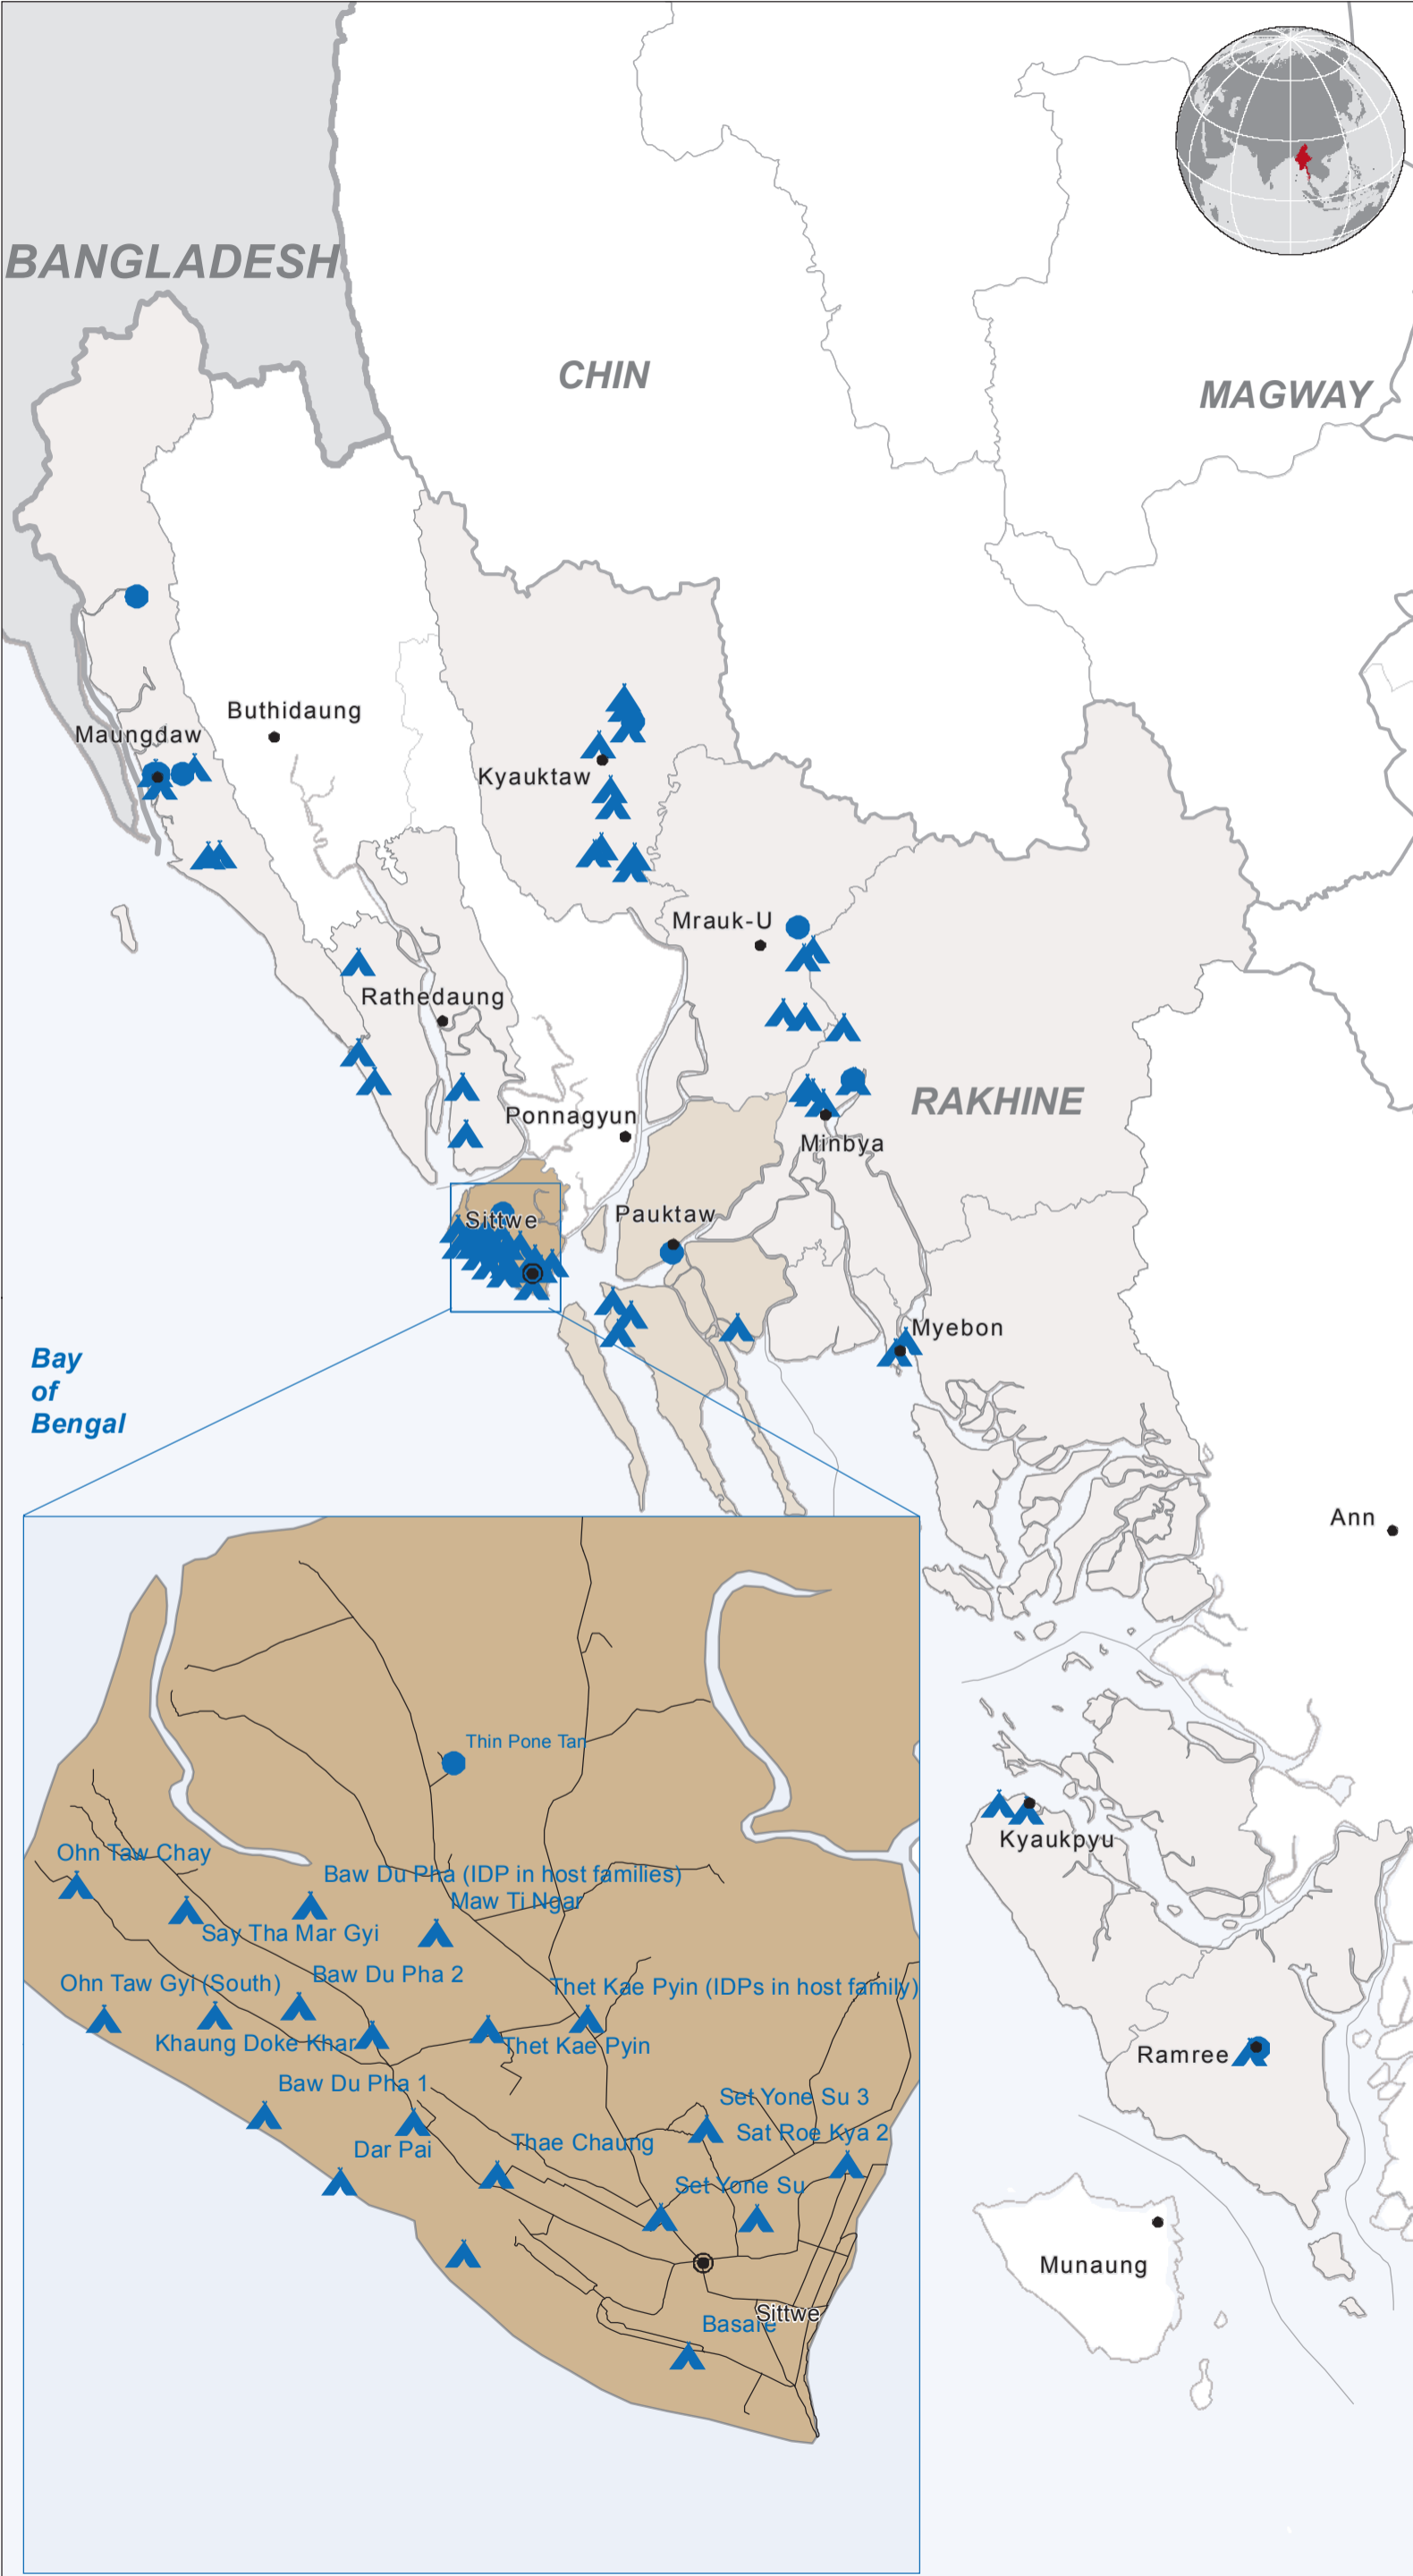 BANGLADESH
CHIN
MAGWAY
Buthidaung
Maungdaw
Kyauktaw
Mrauk-U
Rathedaung
RAKHINE
Ponnagyun
Minbya
Pauktaw
Sittwe
Myebon
Bay
of
Bengal
Ann
Thin Pone Tan
Kyaukpyu
Ohn Taw Chay
Baw Du Pha (IDP in host families)
Maw Ti Ngar
Say Tha Mar Gyi
Baw Du Pha 2
Ohn Taw Gyi (South)
Thet Kae Pyin (IDPs in host family)
Khaung Doke Khar
Thet Kae Pyin
Ramree
Baw Du Pha 1
Set Yone Su 3
Sat Roe Kya 2
Thae Chaung
Dar Pai
Set Yone Su
Munaung
Sittwe
Basare